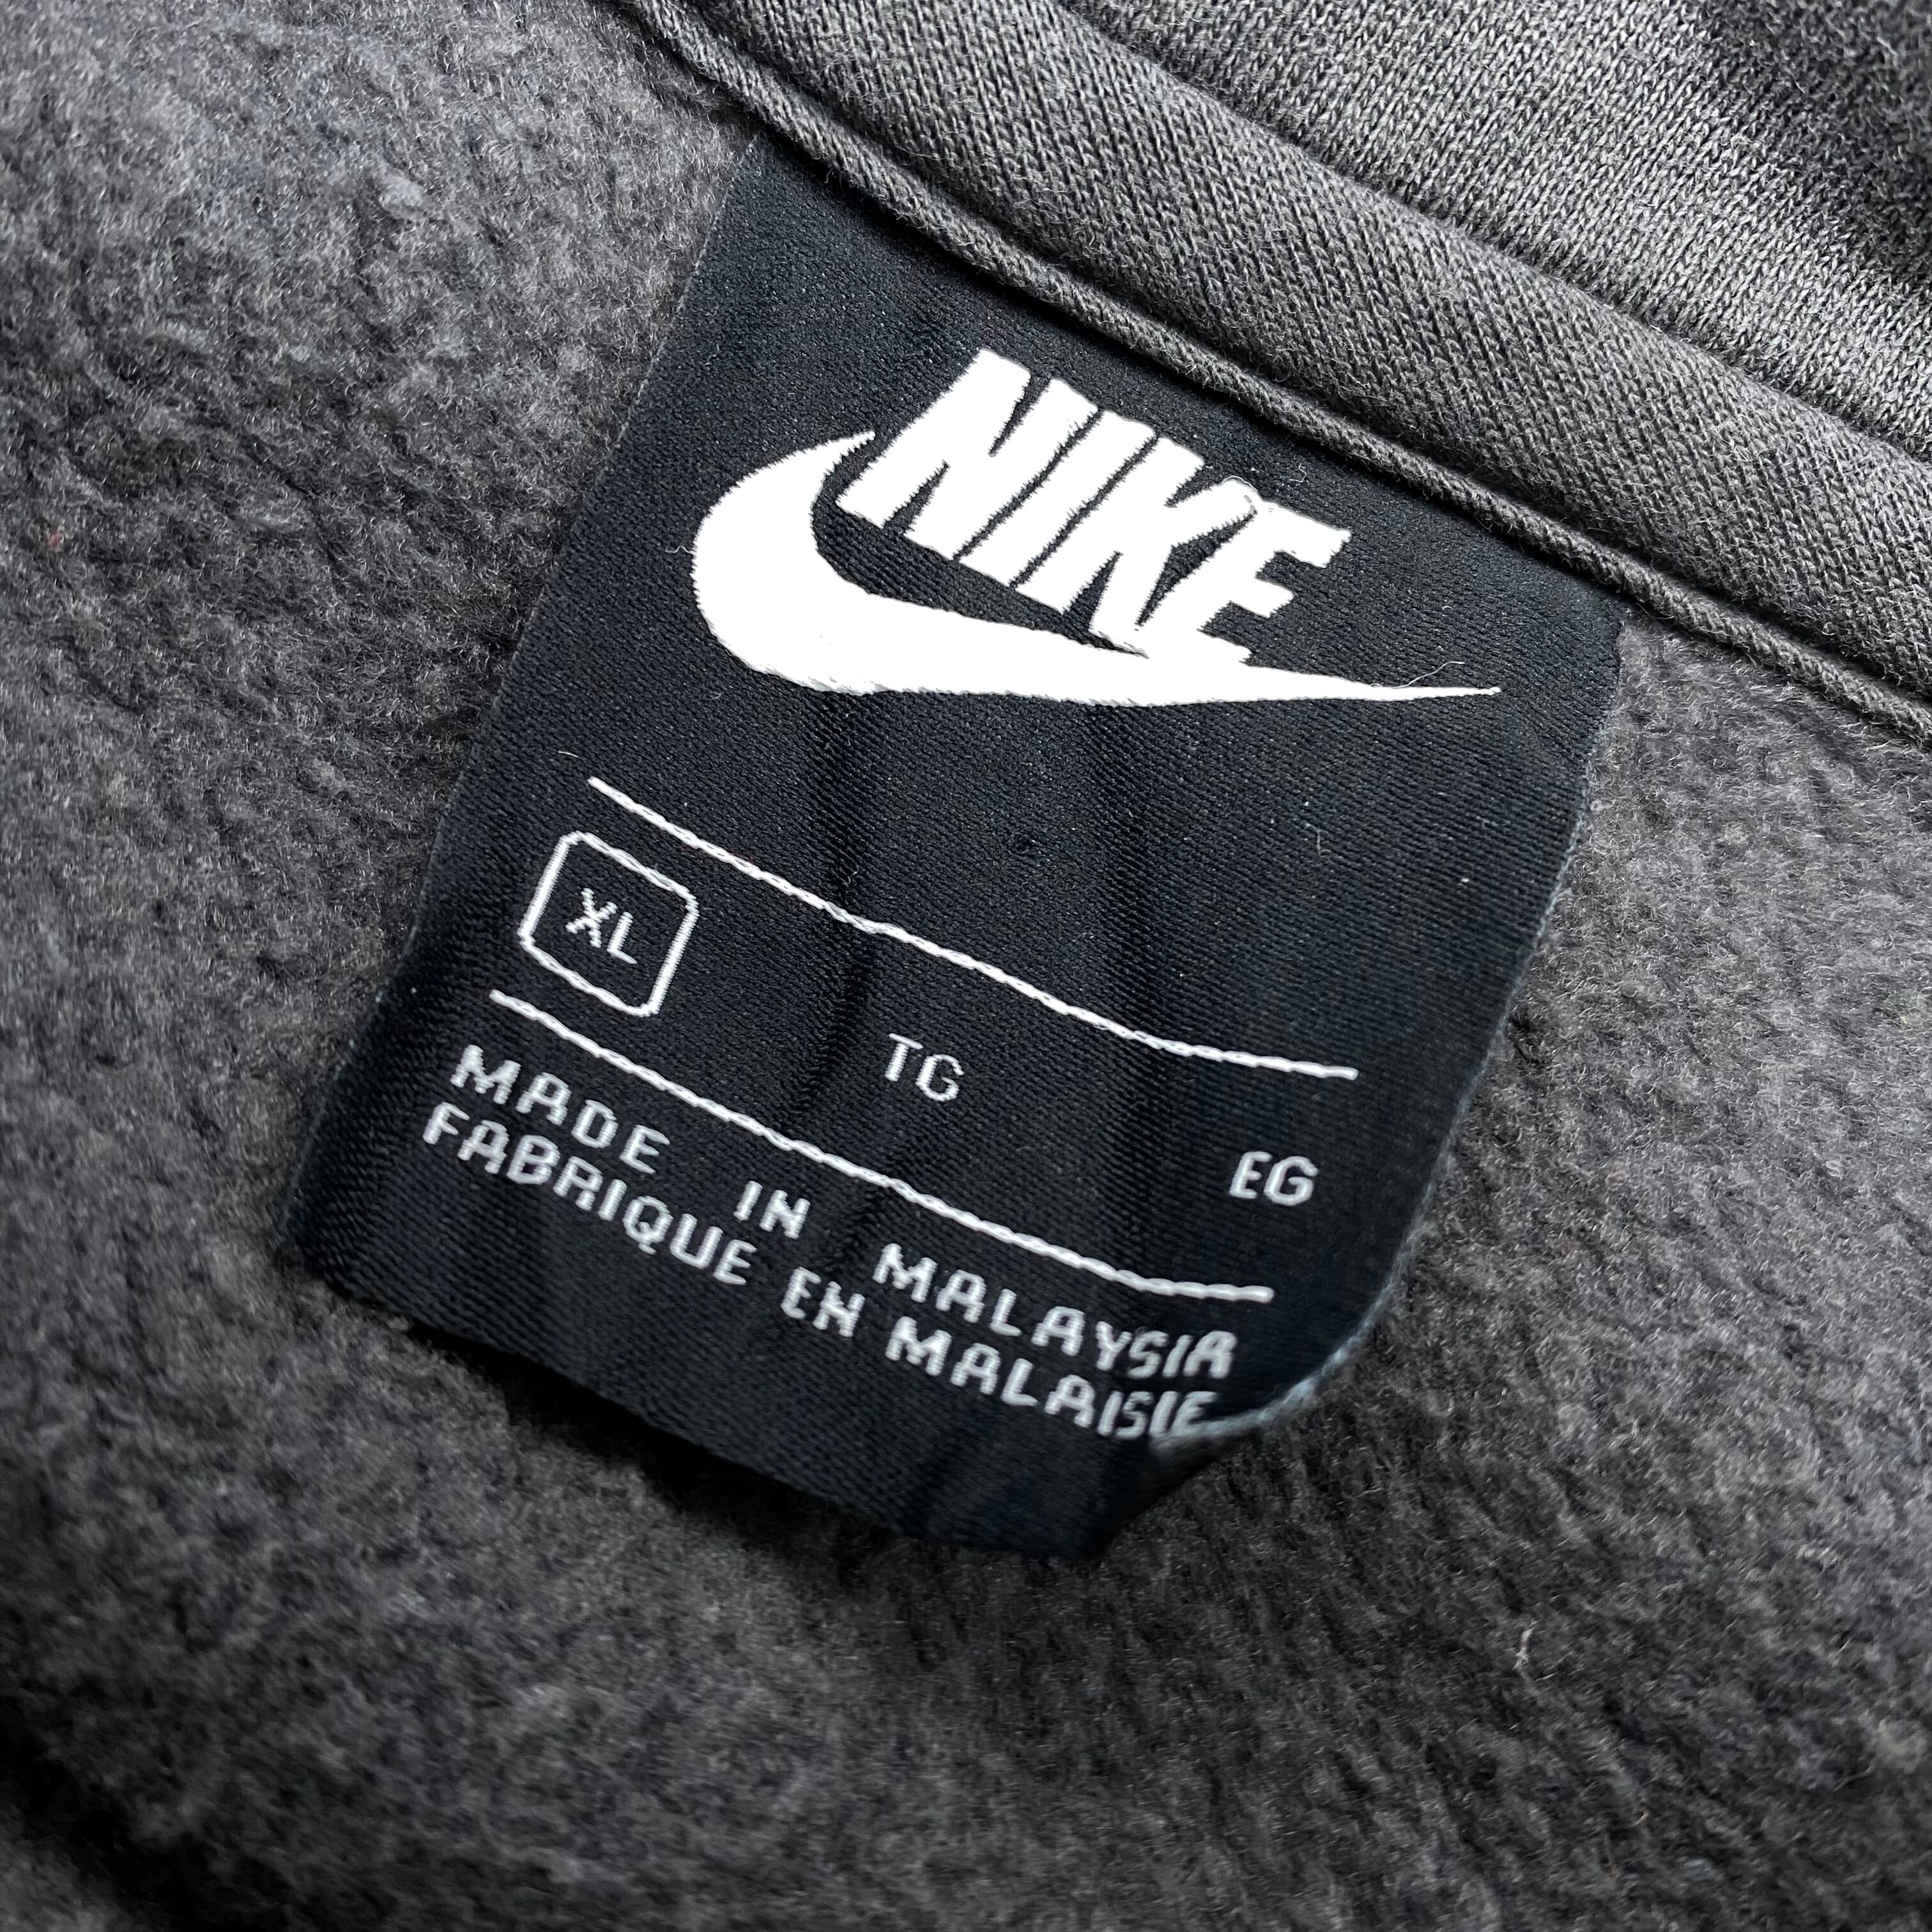 NIKE
XL TG EG
MADE IN MALAYSIA
FABRIQUE EN MALAISIE